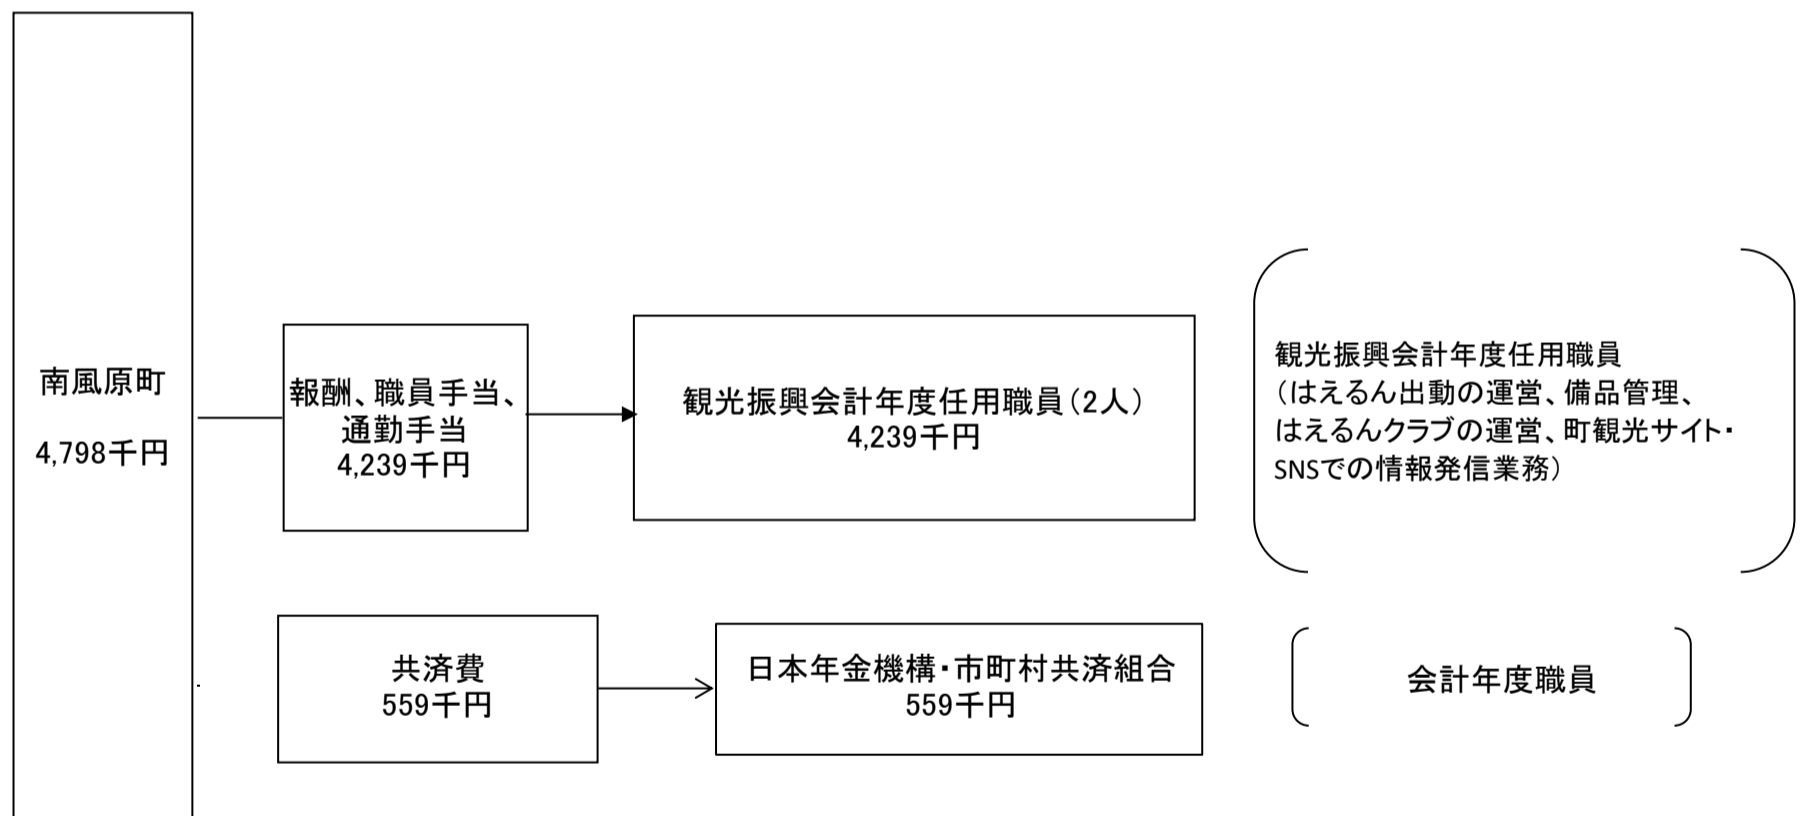 南風原町
4,798千円
報酬、職員手当、
通勤手当
4,239千円
観光振興会計年度任用職員(2人)
4,239千円
観光振興会計年度任用職員
(はえるん出動の運営、備品管理、
はえるんクラブの運営、町観光サイト・
SNSでの情報発信業務)
共済費
559千円
日本年金機構・市町村共済組合
559千円
会計年度職員